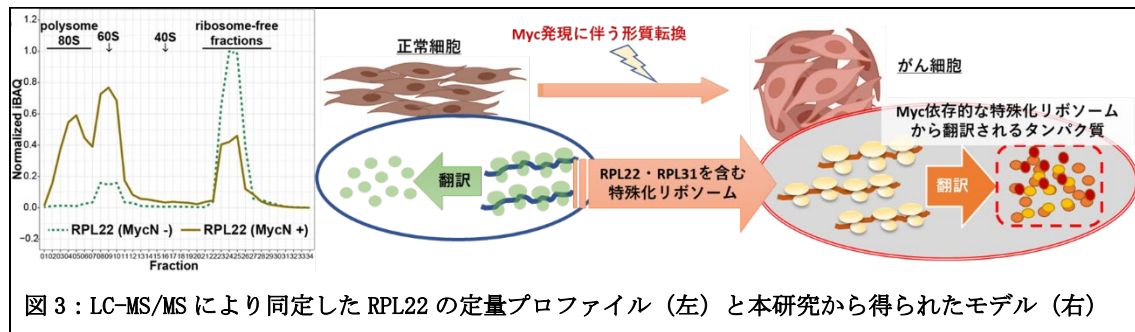 1.2
1.0
0.8
0.6
0.4
0.2
0.0
−0.2
Normalized iBAQ
polysome
80S
60S
40S
ribosome-free
fractions
RPL22 (MycN -)
RPL22 (MycN +)
01020304050607080910111213141516171819202122232425262728293031323334
Fraction
正常細胞
Myc発現に伴う形質転換
がん細胞
翻訳
RPL22・RPL31を含む
特殊化リボソーム
Myc依存的な特殊化リボソーム
から翻訳されるタンパク質
翻訳
図 3：LC-MS/MS により同定した RPL22 の定量プロファイル（左）と本研究から得られたモデル（右）